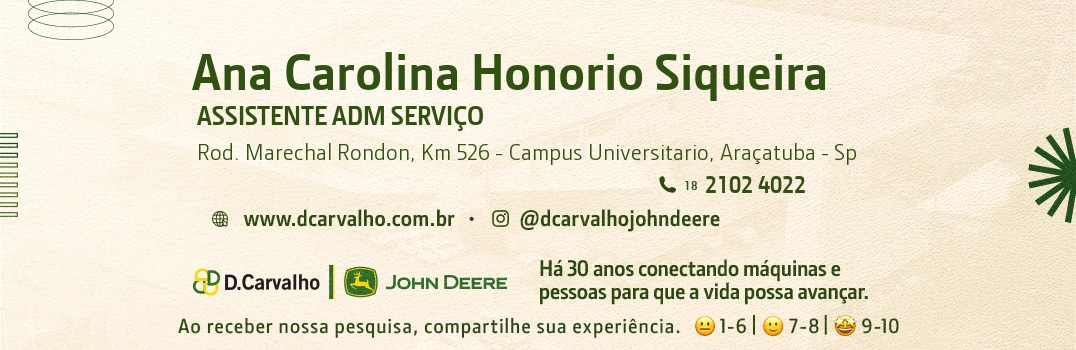 Ana Carolina Honorio Siqueira
ASSISTENTE ADM SERVIÇO
Rod. Marechal Rondon, Km 526 - Campus Universitario, Araçatuba - Sp
18 2102 4022
www.dcarvalho.com.br • @dcarvalhojohndeere
D.Carvalho | JOHN DEERE
Há 30 anos conectando máquinas e
pessoas para que a vida possa avançar.
Ao receber nossa pesquisa, compartilhe sua experiência. 😐 1-6 | 🙂 7-8 | 🤩 9-10